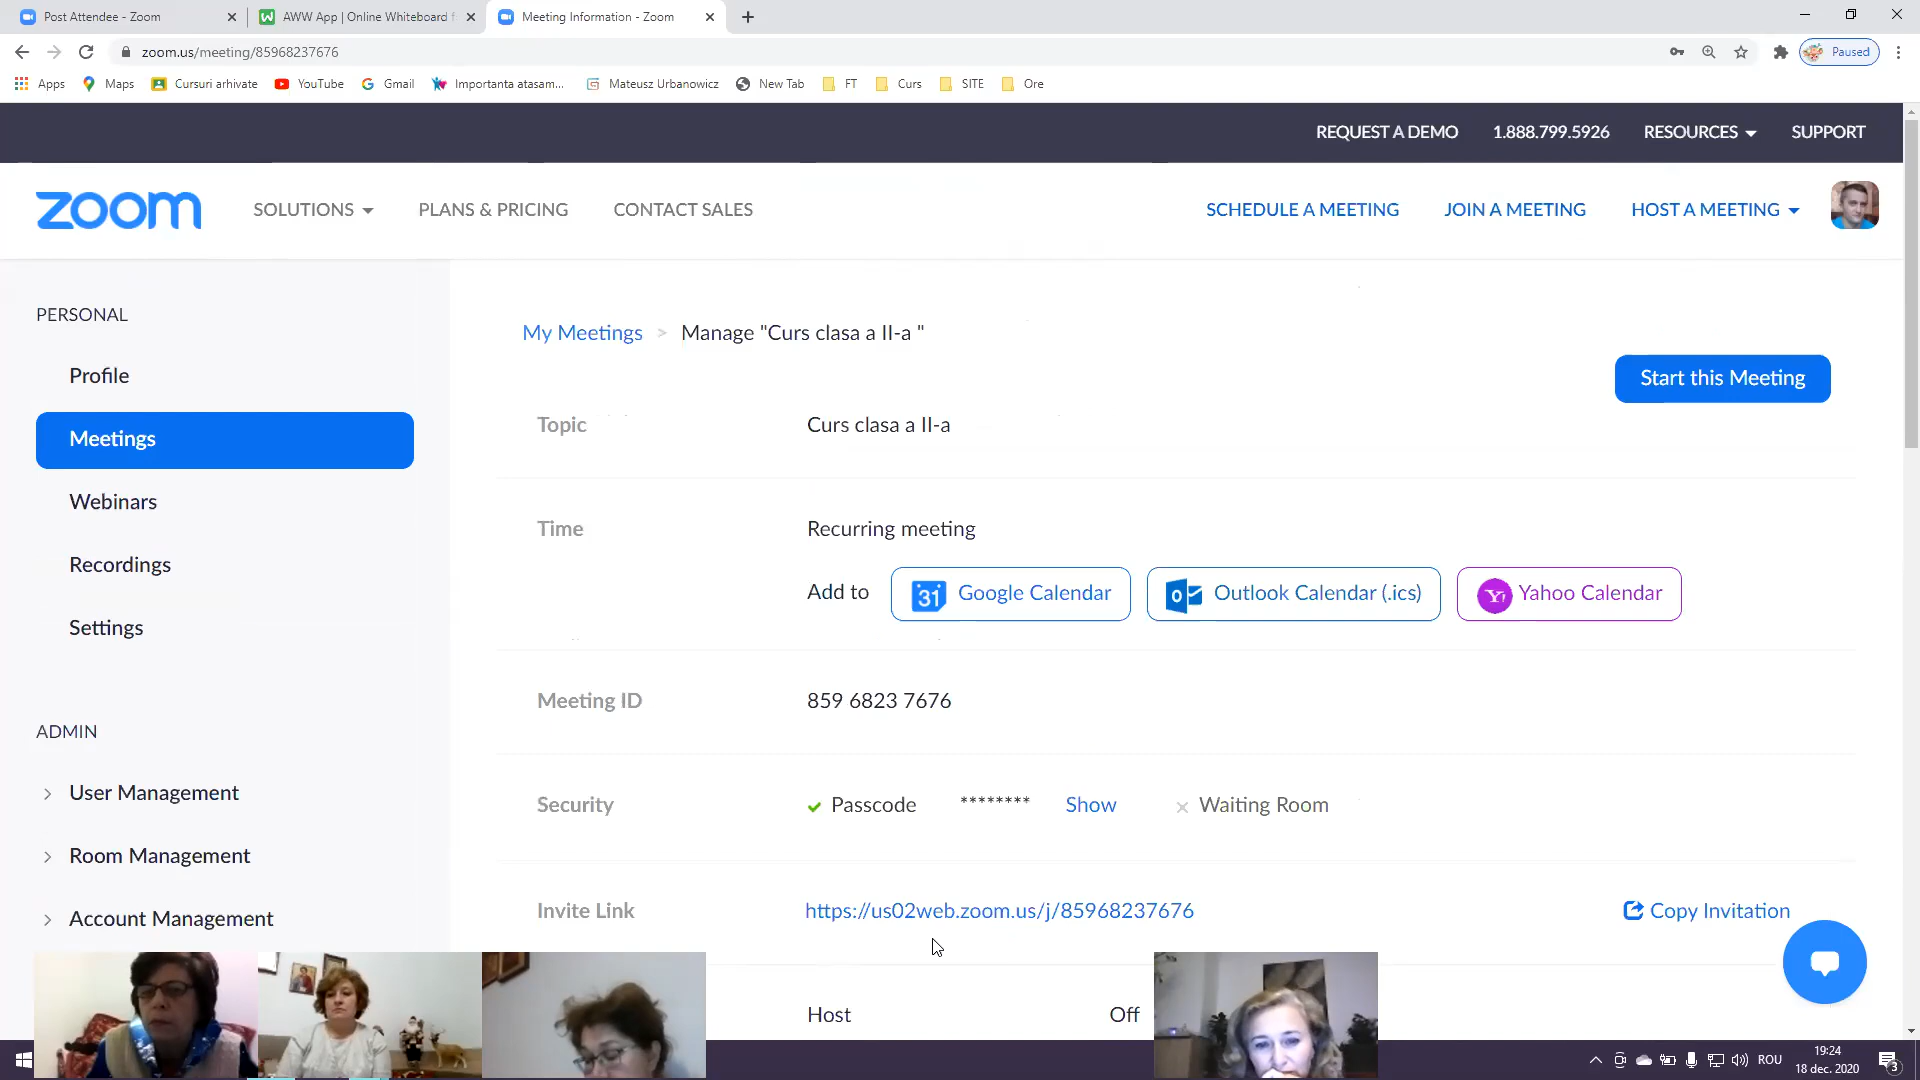 Post Attendee - Zoom
AWW App | Online Whiteboard f
Meeting Information - Zoom
zoom.us/meeting/85968237676
Paused
Apps
Maps
Cursuri arhivate
YouTube
Gmail
Importanta atasam...
Mateusz Urbanowicz
New Tab
FT
Curs
SITE
Ore
REQUEST A DEMO
1.888.799.5926
RESOURCES
SUPPORT
zoom
SOLUTIONS
PLANS & PRICING
CONTACT SALES
SCHEDULE A MEETING
JOIN A MEETING
HOST A MEETING
PERSONAL
Profile
Meetings
Webinars
Recordings
Settings
ADMIN
User Management
Room Management
Account Management
My Meetings > Manage "Curs clasa a II-a "
Start this Meeting
Topic
Curs clasa a II-a
Time
Recurring meeting
Add to
31
Google Calendar
Outlook Calendar (.ics)
Yahoo Calendar
Meeting ID
859 6823 7676
Security
Passcode
********
Show
Waiting Room
Invite Link
https://us02web.zoom.us/j/85968237676
Copy Invitation
Host
Off
ROU
19:24
18 dec. 2020
3